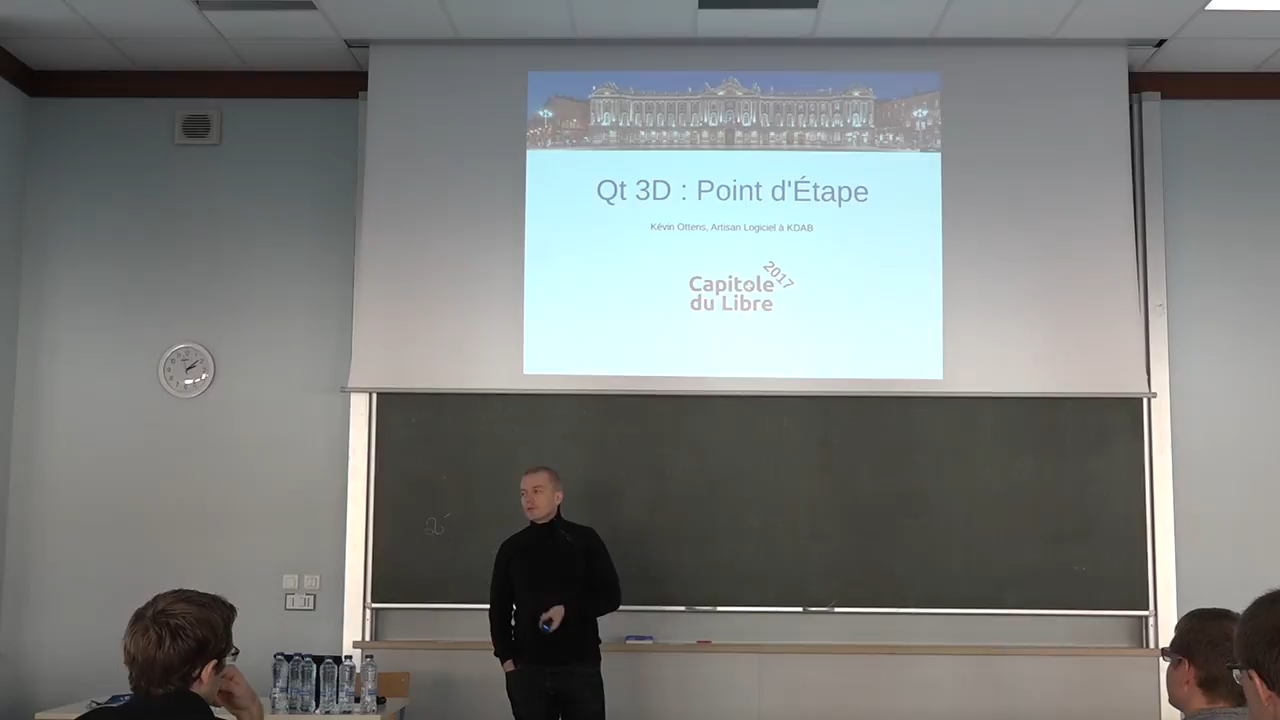 Qt 3D : Point d'Étape
Kévin Ottens, Artisan Logiciel à KDAB
Capitole
du Libre
2017